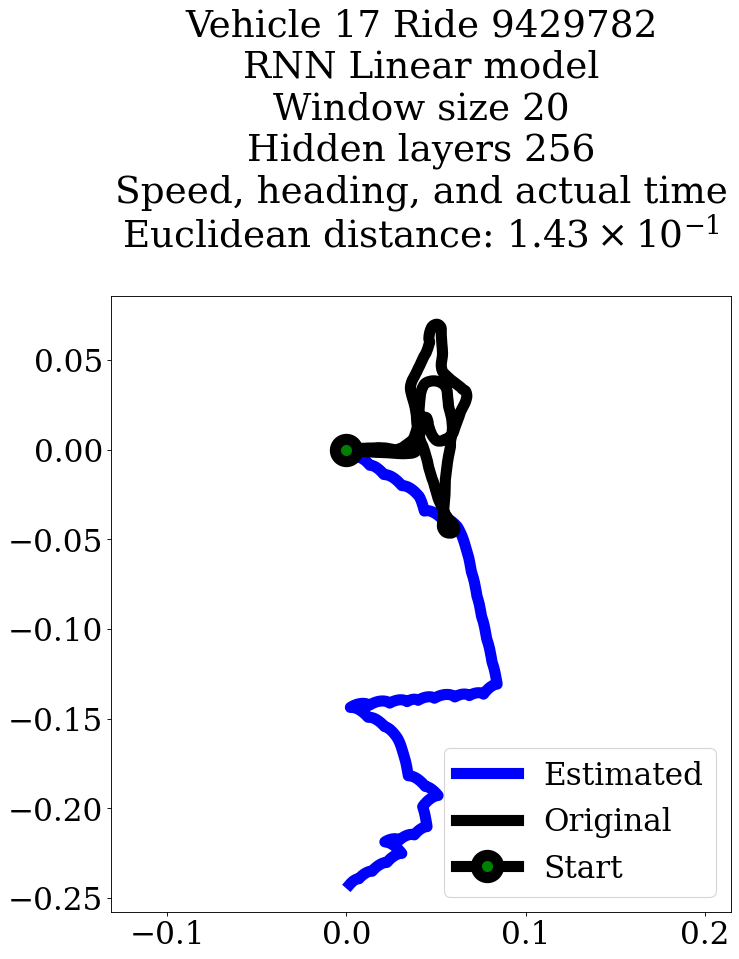 Vehicle 17 Ride 9429782
RNN Linear model
Window size 20
Hidden layers 256
Speed, heading, and actual time
Euclidean distance: 1.43 × 10⁻¹
0.05
0.00
−0.05
−0.10
−0.15
−0.20
−0.25
Estimated
Original
Start
−0.1 0.0 0.1 0.2